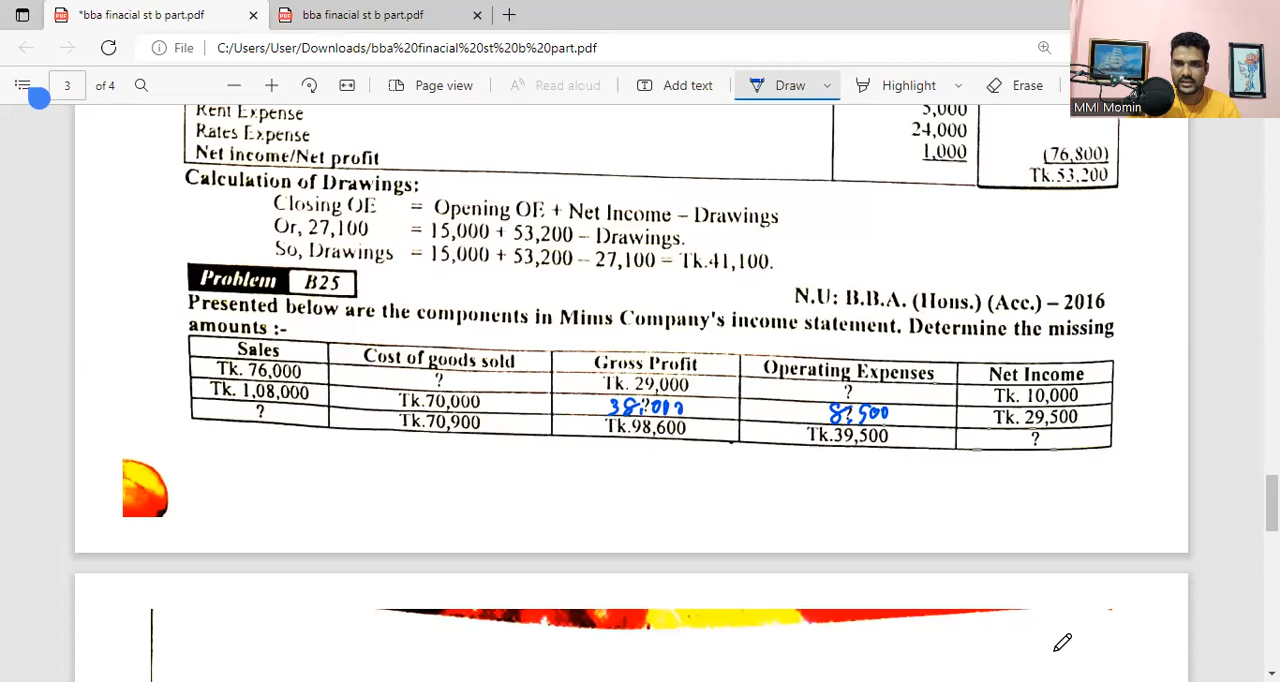 *bba finacial st b part.pdf
bba finacial st b part.pdf
File
C:/Users/User/Downloads/bba%20finacial%20st%20b%20part.pdf
3 of 4
Page view
Read aloud
Add text
Draw
Highlight
Erase
MMI Momin
Rent Expense 5,000
Rates Expense 24,000
Net income/Net profit 1,000 (76,800)
Tk.53,200
Calculation of Drawings:
Closing OE = Opening OE + Net Income – Drawings
Or, 27,100 = 15,000 + 53,200 – Drawings.
So, Drawings = 15,000 + 53,200 – 27,100 = Tk.41,100.
Problem B25
N.U: B.B.A. (Hons.) (Acc.) – 2016
Presented below are the components in Mims Company's income statement. Determine the missing
amounts :-
Sales Cost of goods sold Gross Profit Operating Expenses Net Income
Tk. 76,000 ? Tk. 29,000 ? Tk. 10,000
Tk. 1,08,000 Tk.70,000 38,000 8,500 Tk. 29,500
? Tk.70,900 Tk.98,600 Tk.39,500 ?